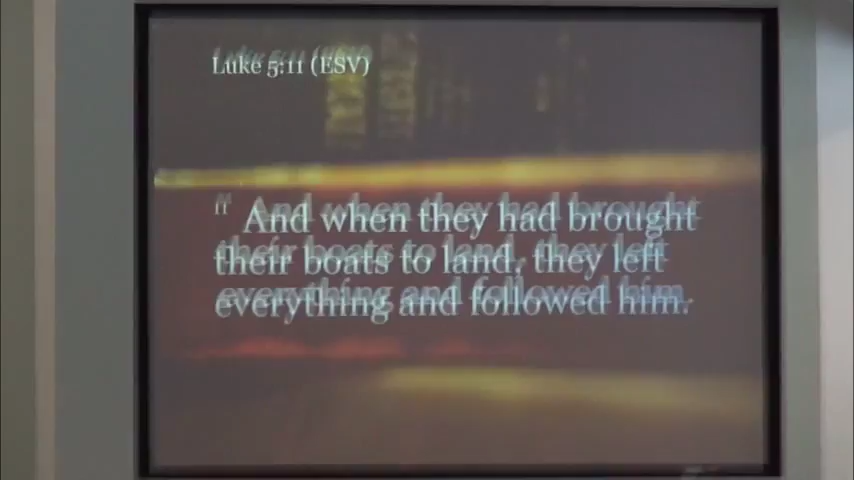 Luke 5:11 (ESV)
11 And when they had brought
their boats to land, they left
everything and followed him.